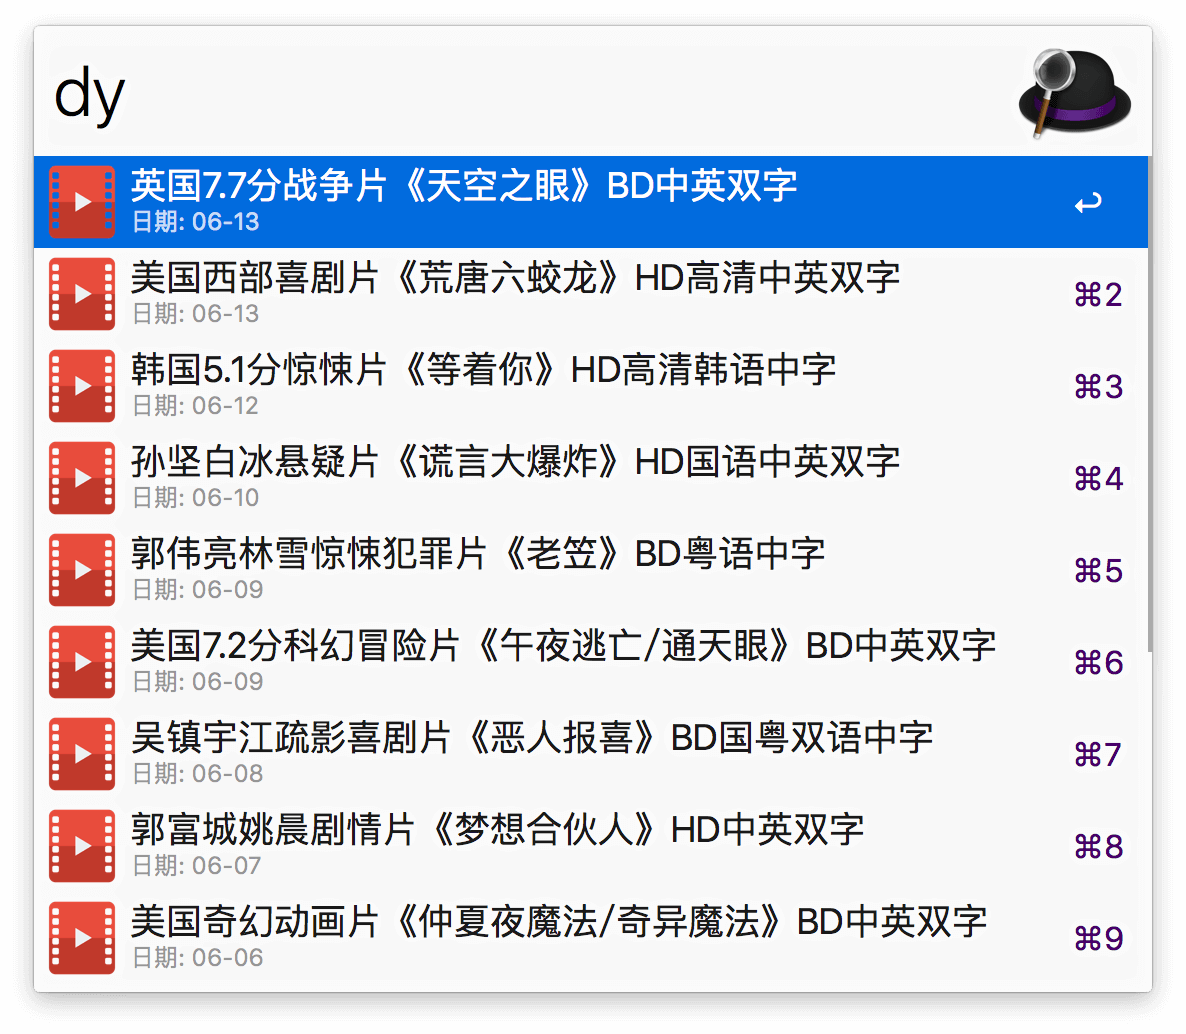 dy
英国7.7分战争片《天空之眼》BD中英双字
日期: 06-13
↩
美国西部喜剧片《荒唐六蛟龙》HD高清中英双字
日期: 06-13
⌘2
韩国5.1分惊悚片《等着你》HD高清韩语中字
日期: 06-12
⌘3
孙坚白冰悬疑片《谎言大爆炸》HD国语中英双字
日期: 06-10
⌘4
郭伟亮林雪惊悚犯罪片《老笠》BD粤语中字
日期: 06-09
⌘5
美国7.2分科幻冒险片《午夜逃亡/通天眼》BD中英双字
日期: 06-09
⌘6
吴镇宇江疏影喜剧片《恶人报喜》BD国粤双语中字
日期: 06-08
⌘7
郭富城姚晨剧情片《梦想合伙人》HD中英双字
日期: 06-07
⌘8
美国奇幻动画片《仲夏夜魔法/奇异魔法》BD中英双字
日期: 06-06
⌘9